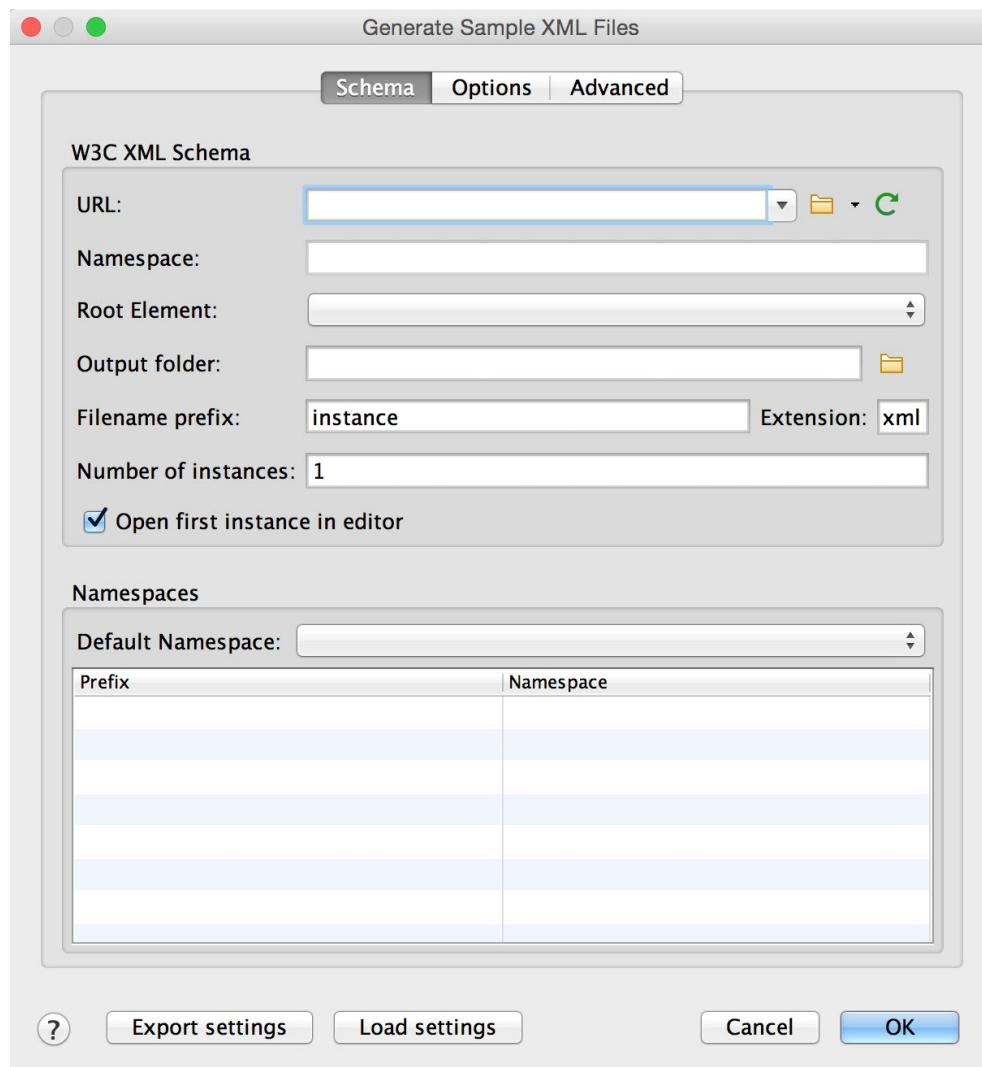 Generate Sample XML Files
Schema Options Advanced
W3C XML Schema
URL:
Namespace:
Root Element:
Output folder:
Filename prefix: instance Extension: xml
Number of instances: 1
Open first instance in editor
Namespaces
Default Namespace:
Prefix Namespace
? Export settings Load settings Cancel OK